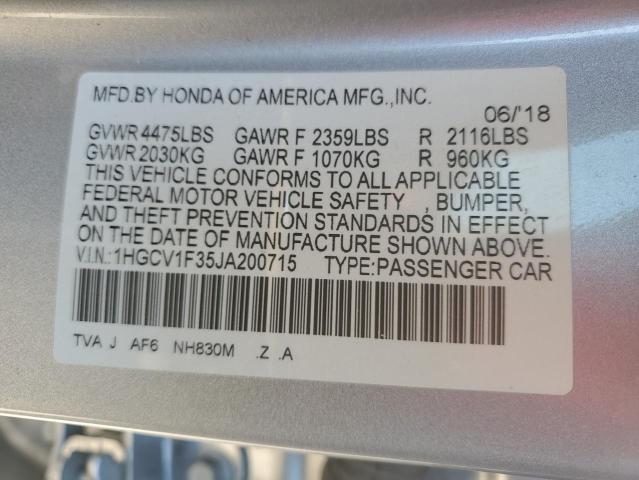 MFD.BY HONDA OF AMERICA MFG.,INC.
06/'18
GVWR 4475LBS GAWR F 2359LBS R 2116LBS
GVWR 2030KG GAWR F 1070KG R 960KG
THIS VEHICLE CONFORMS TO ALL APPLICABLE
FEDERAL MOTOR VEHICLE SAFETY , BUMPER,
AND THEFT PREVENTION STANDARDS IN EFFECT
ON THE DATE OF MANUFACTURE SHOWN ABOVE.
V.I.N.:1HGCV1F35JA200715 TYPE:PASSENGER CAR
TVA J AF6 NH830M .Z .A